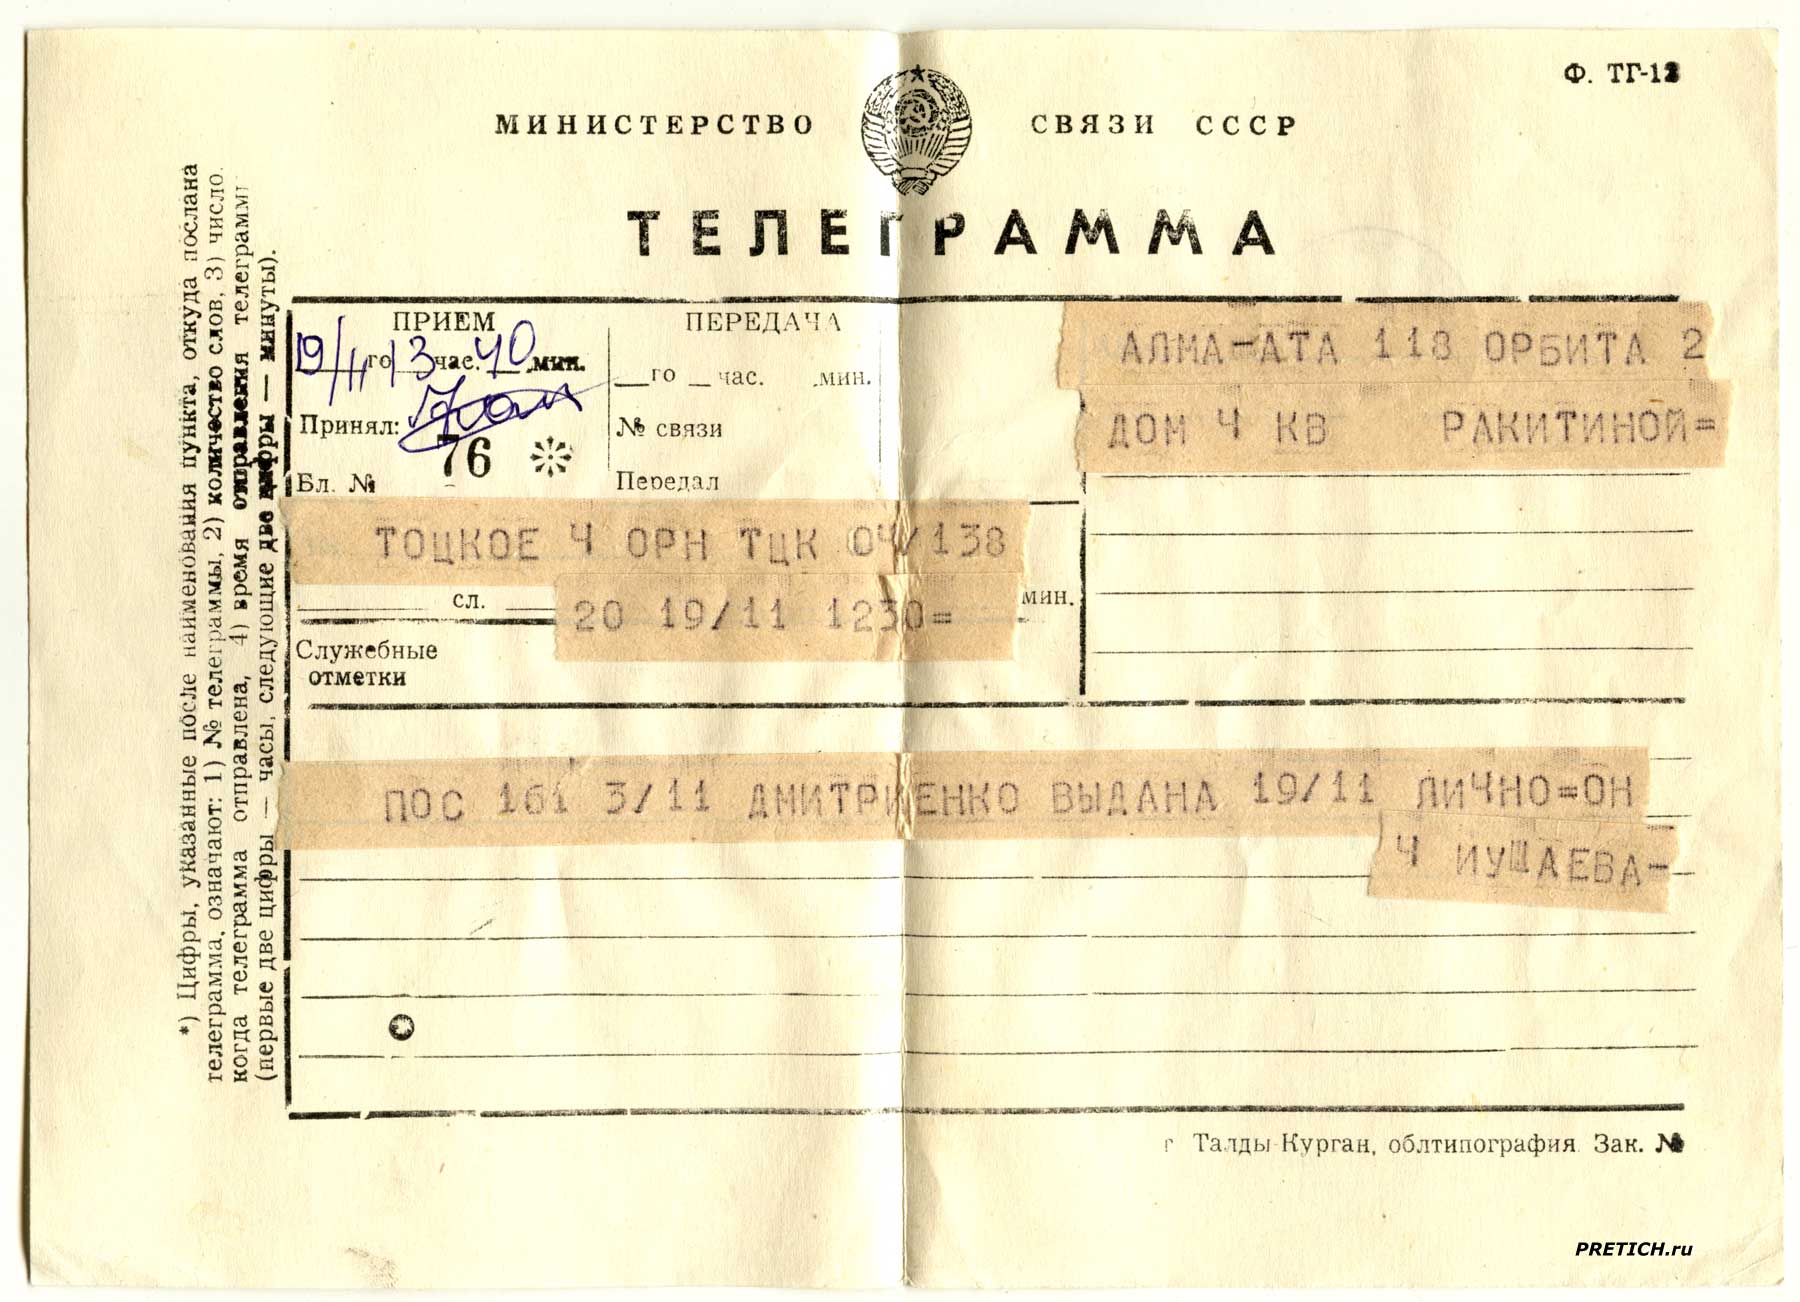 Ф. ТГ-12
МИНИСТЕРСТВО СВЯЗИ СССР
ТЕЛЕГРАММА
*) Цифры, указанные после наименования пункта, откуда послана
телеграмма, означают: 1) № телеграммы, 2) количество слов, 3) число,
когда телеграмма отправлена, 4) время отправления телеграммы
(первые две цифры — часы, следующие две цифры — минуты).
ПРИЕМ
19/11 го 13 час. 40 мин.
Принял:
Бл. № 76
ПЕРЕДАЧА
го час. мин.
№ связи
Передал
АЛМА-АТА 118 ОРБИТА 2
ДОМ 4 КВ РАКИТИНОЙ=
ТОЦКОЕ 4 ОРН ТЦК 04/138
сл. 20 19/11 1230= мин.
Служебные
отметки
ПОС 161 3/11 ДМИТРИЕНКО ВЫДАНА 19/11 ЛИЧНО=ОН
Ч ИУШАЕВА-
г Талды-Курган, облтипография. Зак. №
PRETICH.ru